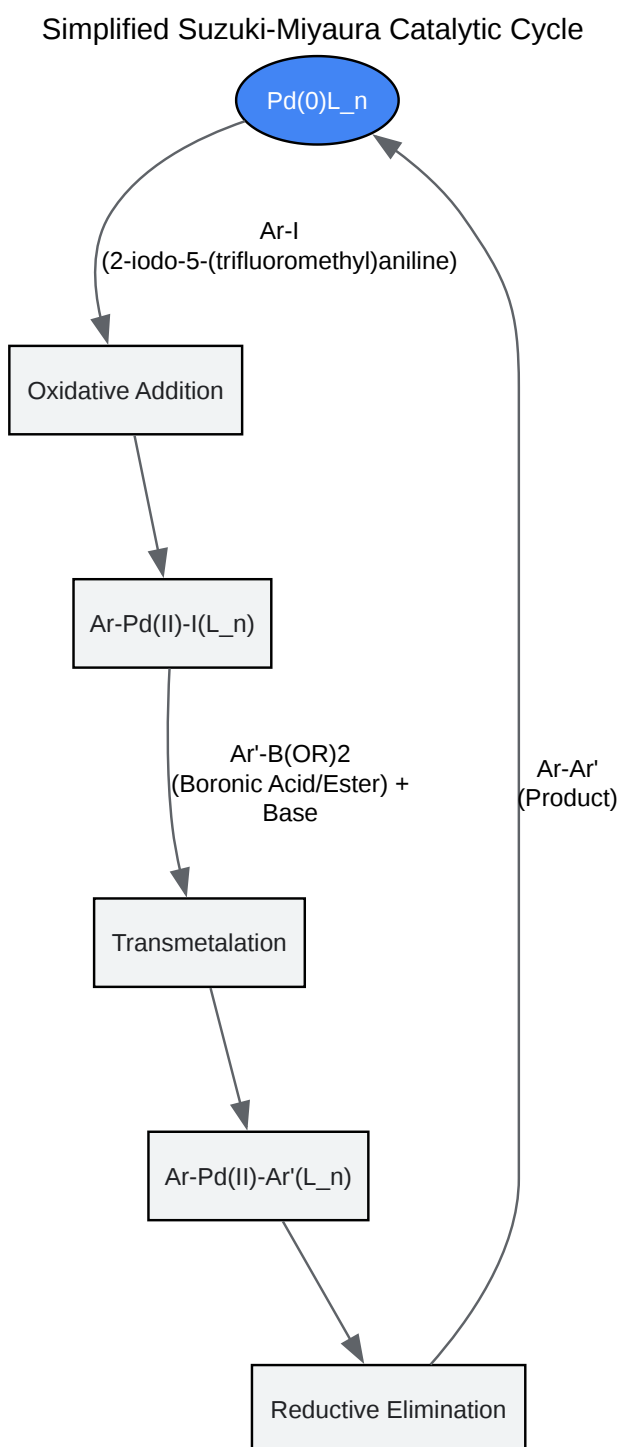 Simplified Suzuki-Miyaura Catalytic Cycle
Pd(0)L_n
Ar-I
(2-iodo-5-(trifluoromethyl)aniline)
Oxidative Addition
Ar-Pd(II)-I(L_n)
Ar'-B(OR)2
(Boronic Acid/Ester) +
Base
Ar-Ar'
(Product)
Transmetalation
Ar-Pd(II)-Ar'(L_n)
Reductive Elimination